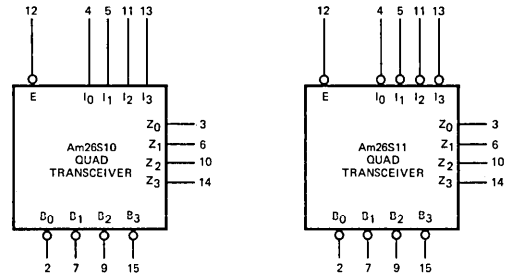 12 4 5 11 13
E I0 I1 I2 I3
Z0 3
Am26S10 Z1 6
QUAD
Z2 10
TRANSCEIVER
Z3 14
B0 B1 B2 B3
2 7 9 15
12 4 5 11 13
E I0 I1 I2 I3
Z0 3
Am26S11 Z1 6
QUAD
Z2 10
TRANSCEIVER
Z3 14
B0 B1 B2 B3
2 7 9 15